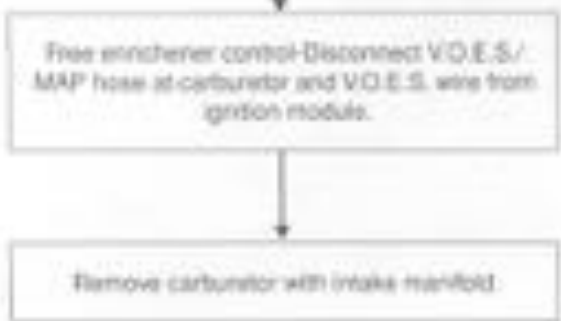 Free enrichener control-Disconnect V.O.E.S./
MAP hose at carburetor and V.O.E.S. wire from
ignition module.
Remove carburetor with intake manifold.